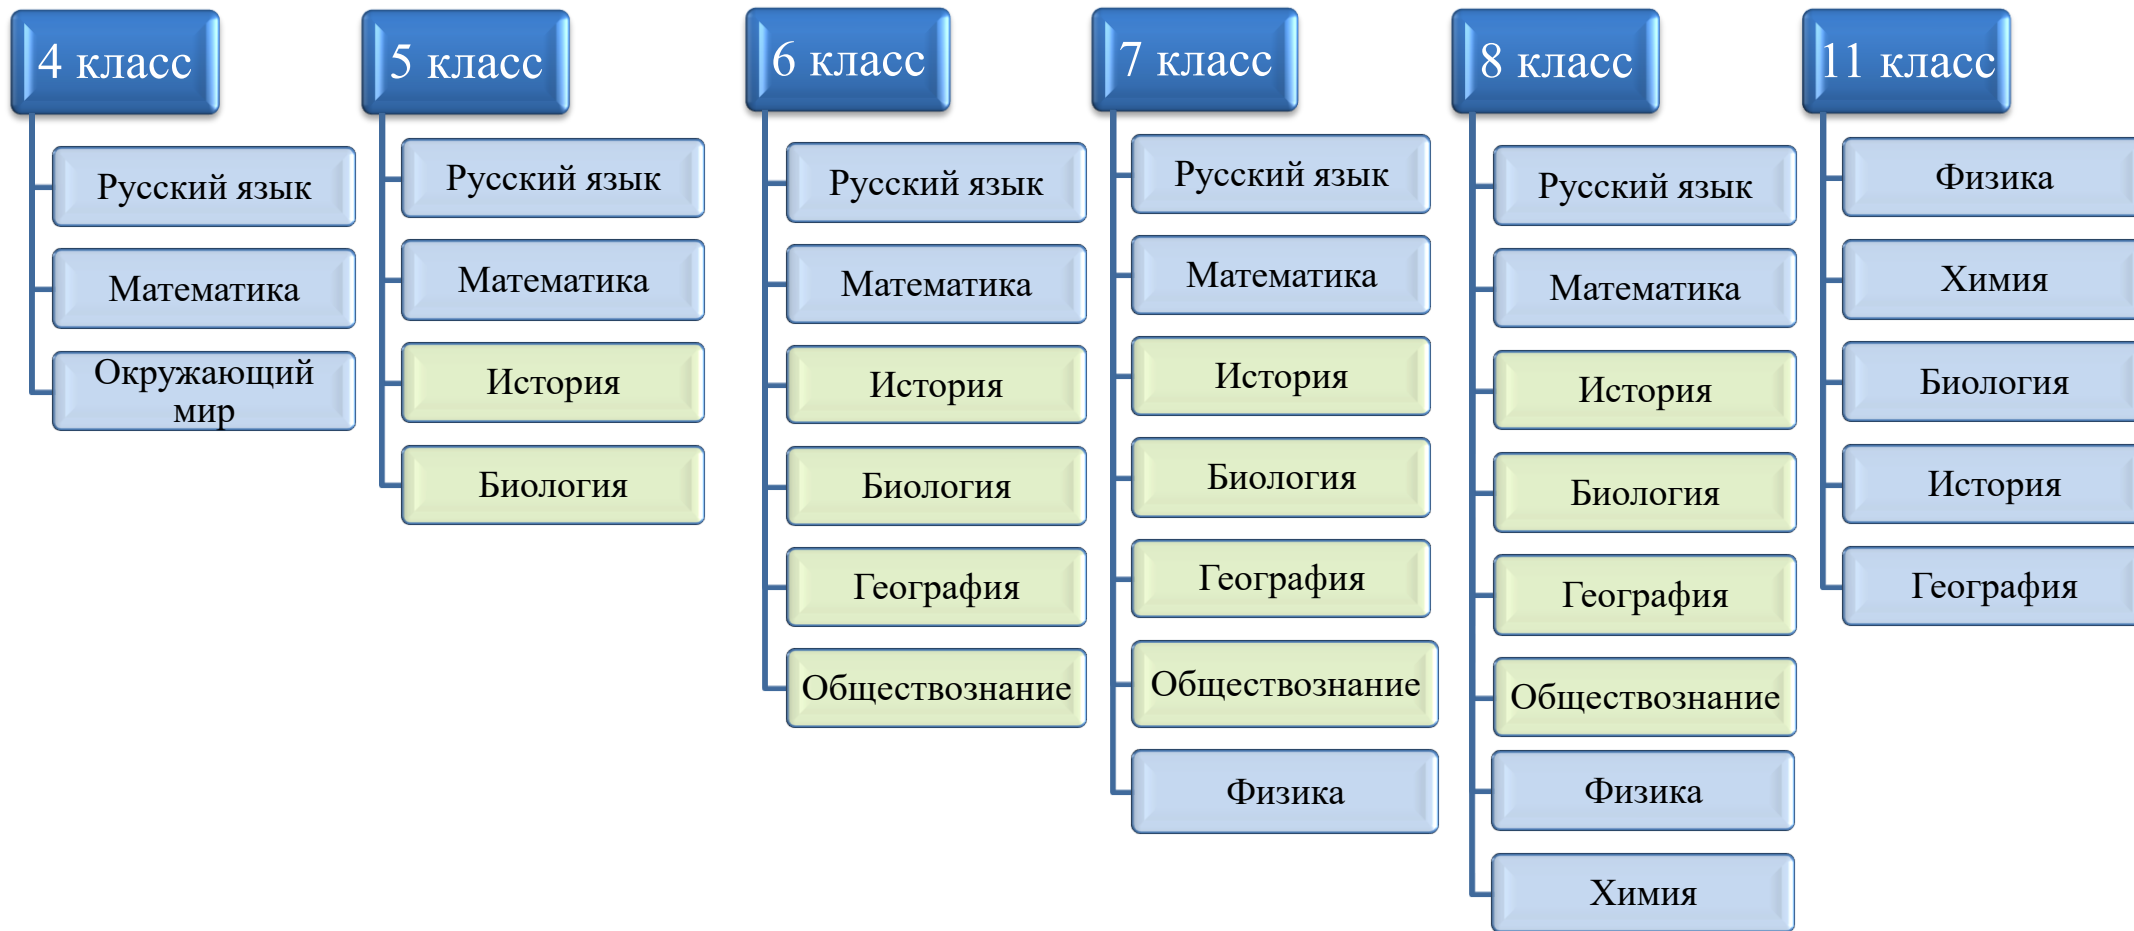 4 класс
Русский язык
Математика
Окружающий
мир
5 класс
Русский язык
Математика
История
Биология
6 класс
Русский язык
Математика
История
Биология
География
Обществознание
7 класс
Русский язык
Математика
История
Биология
География
Обществознание
Физика
8 класс
Русский язык
Математика
История
Биология
География
Обществознание
Физика
Химия
11 класс
Физика
Химия
Биология
История
География